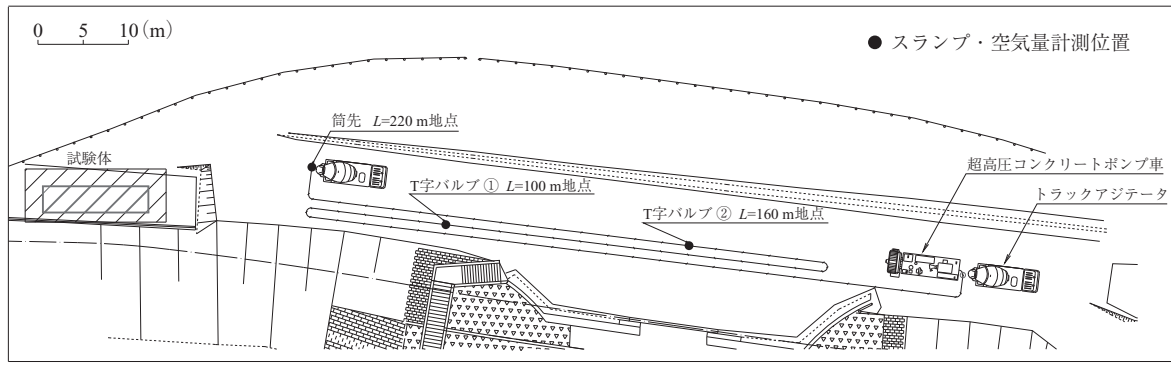 0 5 10 (m)
● スランプ・空気量計測位置
筒先 L=220 m地点
試験体
T字バルブ① L=100 m地点
T字バルブ② L=160 m地点
超高圧コンクリートポンプ車
トラックアジテータ